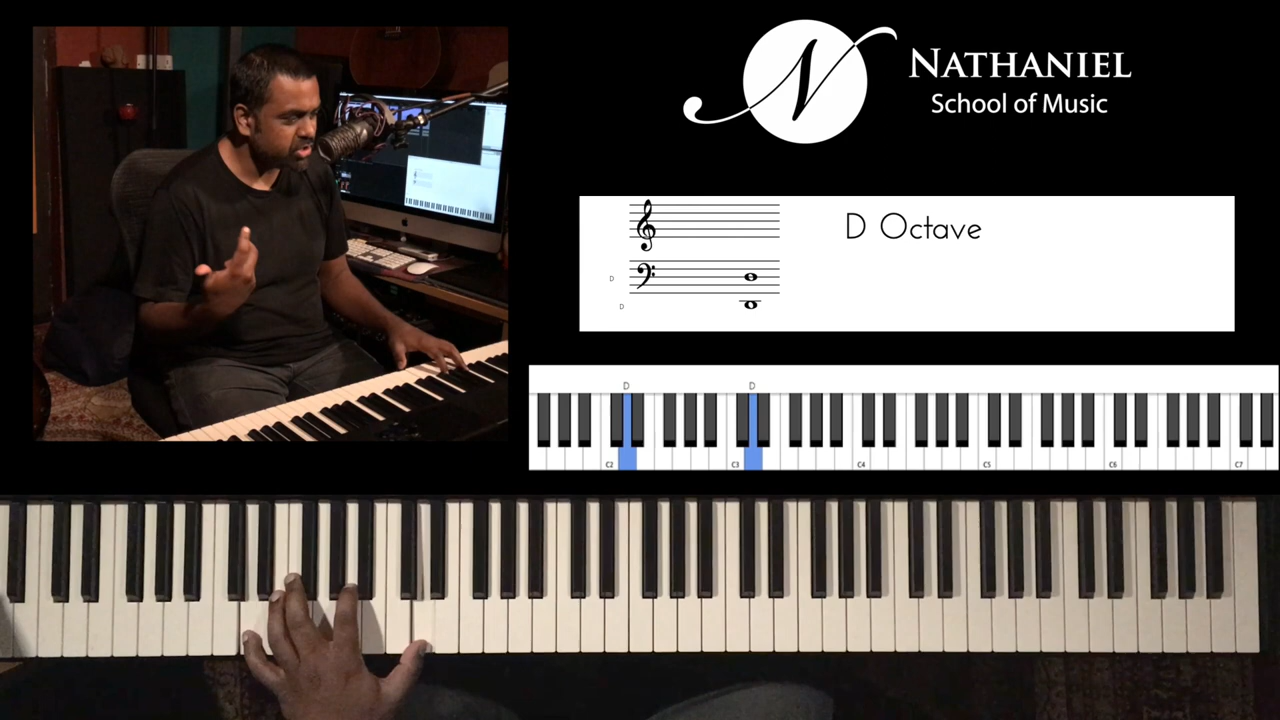 N
NATHANIEL
School of Music
D Octave
D
D
D D
C2 C3 C4 C5 C6 C7